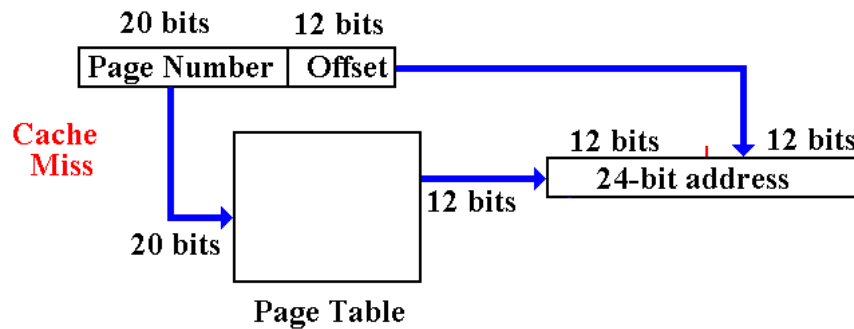 20 bits 12 bits
Page Number Offset
Cache
Miss
12 bits 12 bits
24-bit address
12 bits
20 bits
Page Table